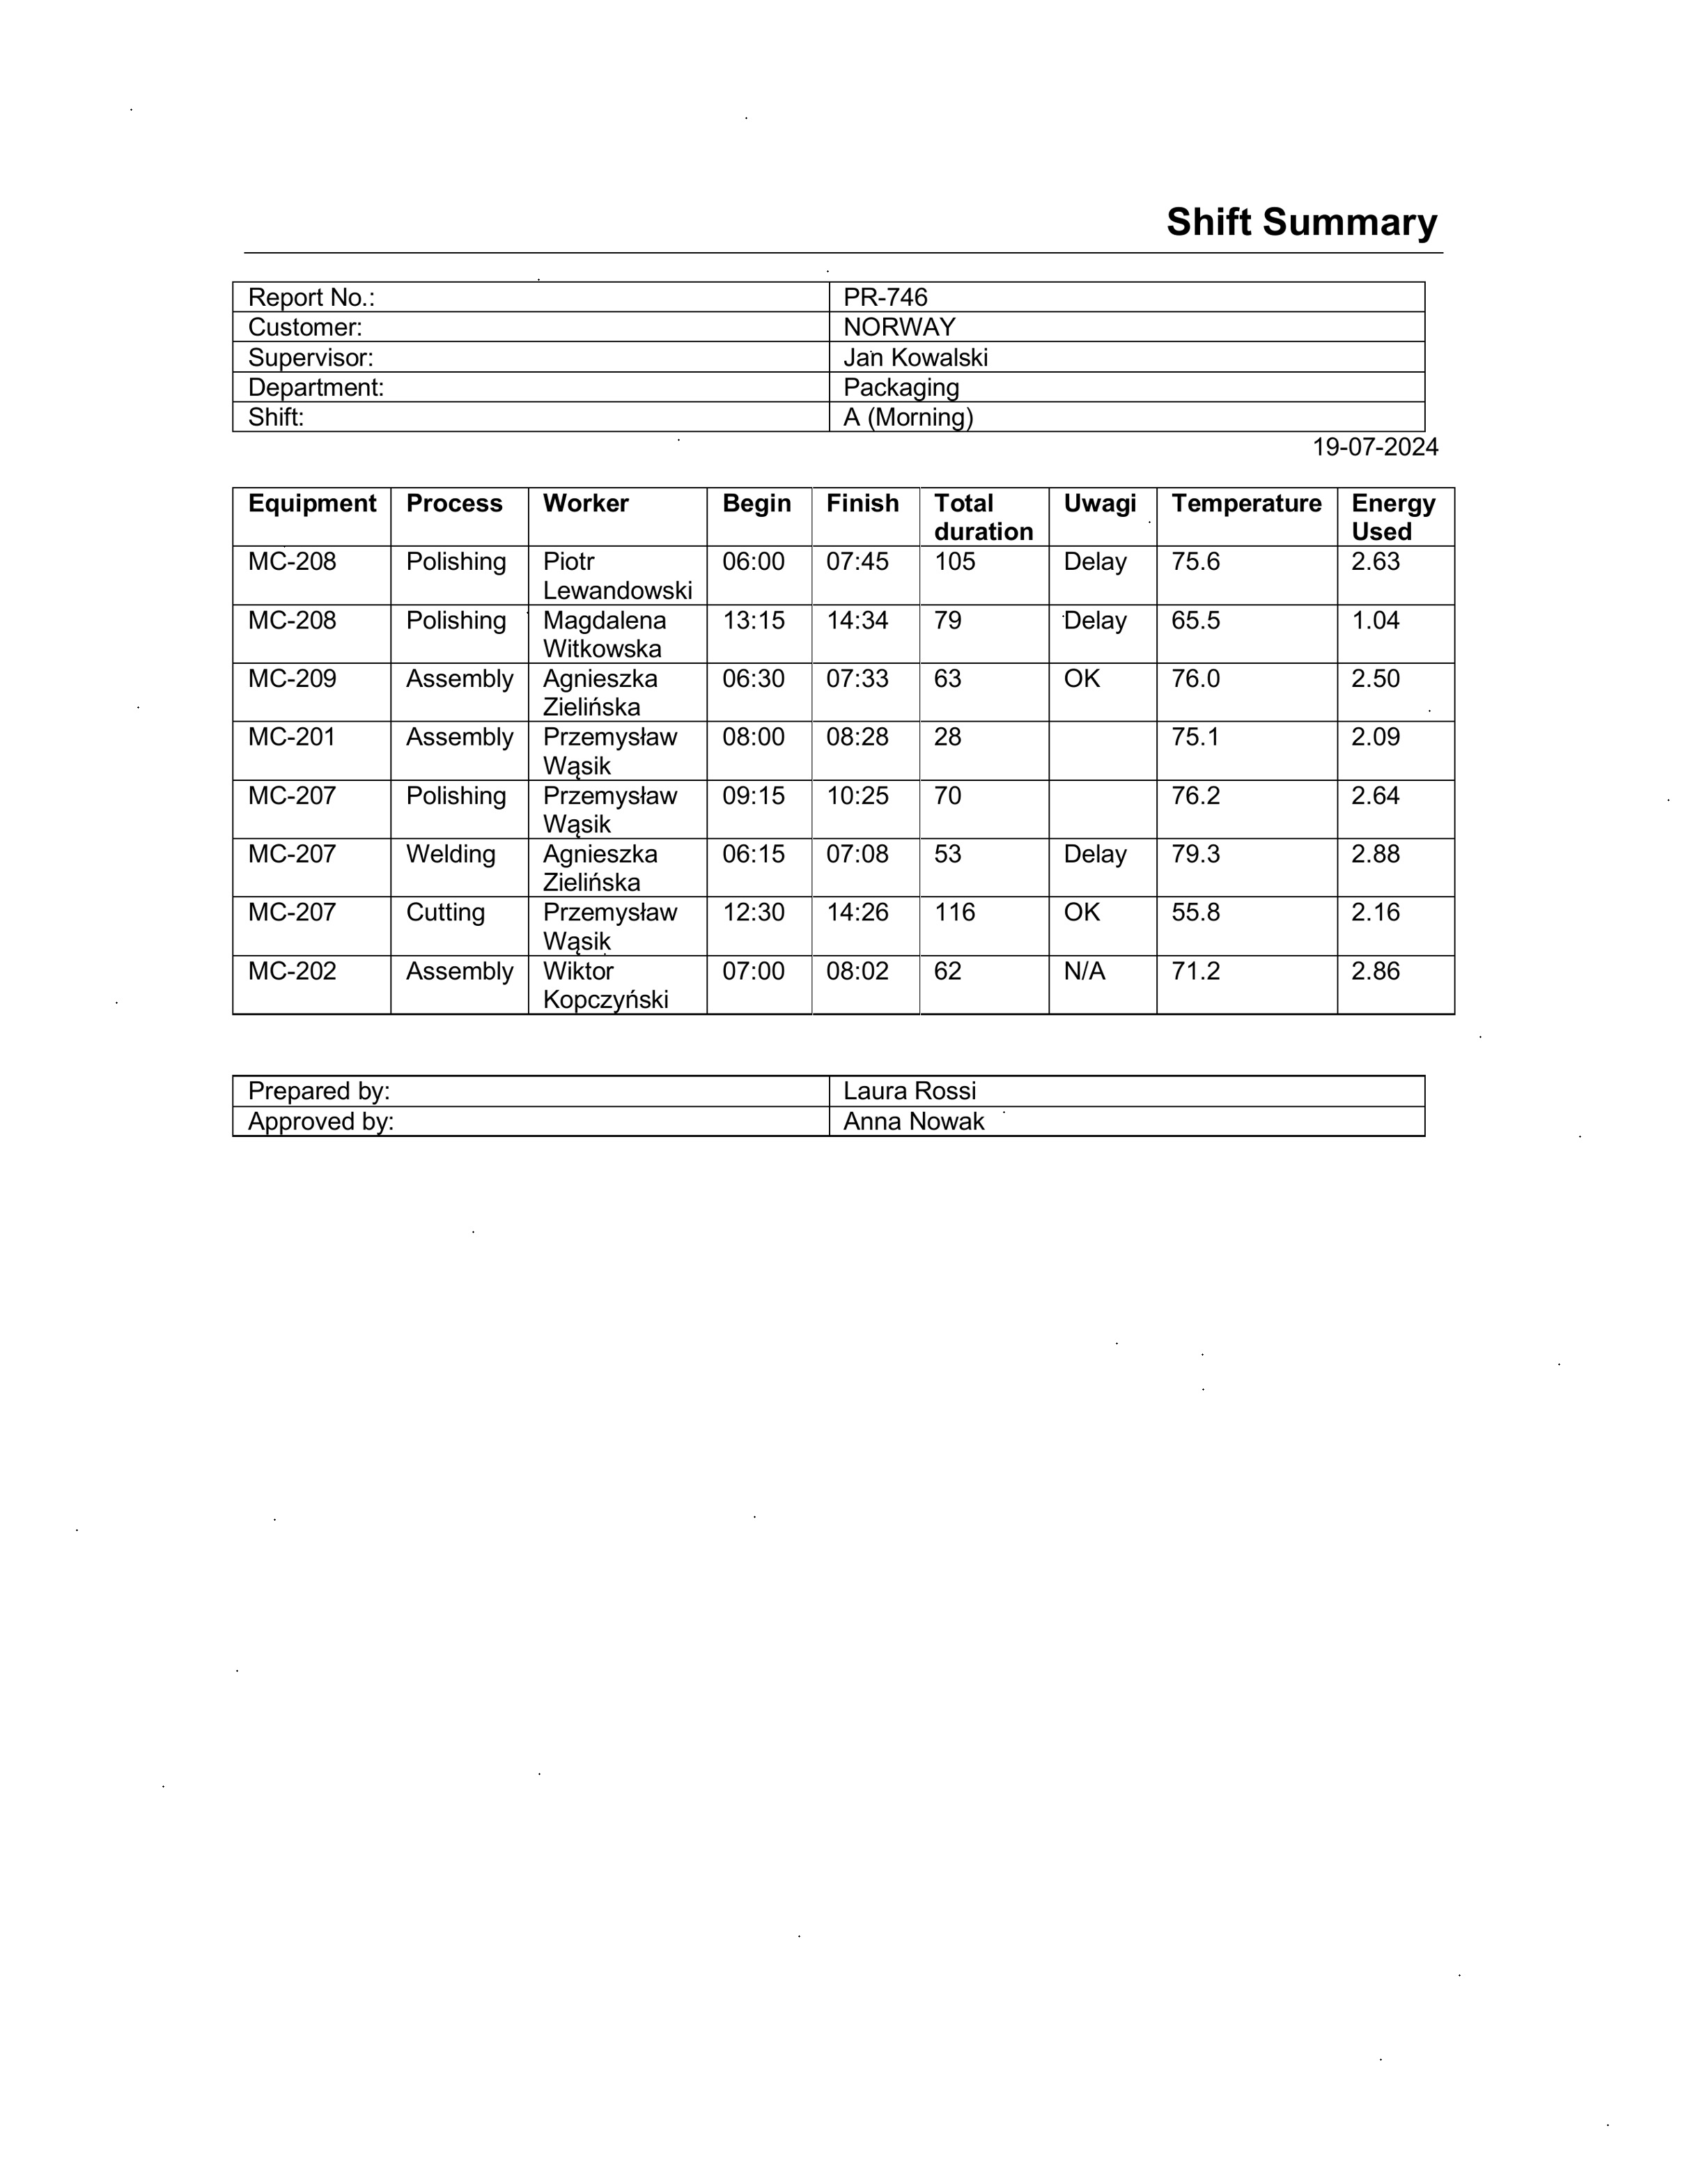 Shift Summary
Report No.: PR-746
Customer: NORWAY
Supervisor: Jan Kowalski
Department: Packaging
Shift: A (Morning)
19-07-2024
Equipment Process Worker Begin Finish Total duration Uwagi Temperature Energy Used
MC-208 Polishing Piotr Lewandowski 06:00 07:45 105 Delay 75.6 2.63
MC-208 Polishing Magdalena Witkowska 13:15 14:34 79 Delay 65.5 1.04
MC-209 Assembly Agnieszka Zielińska 06:30 07:33 63 OK 76.0 2.50
MC-201 Assembly Przemysław Wąsik 08:00 08:28 28 75.1 2.09
MC-207 Polishing Przemysław Wąsik 09:15 10:25 70 76.2 2.64
MC-207 Welding Agnieszka Zielińska 06:15 07:08 53 Delay 79.3 2.88
MC-207 Cutting Przemysław Wąsik 12:30 14:26 116 OK 55.8 2.16
MC-202 Assembly Wiktor Kopczyński 07:00 08:02 62 N/A 71.2 2.86
Prepared by: Laura Rossi
Approved by: Anna Nowak